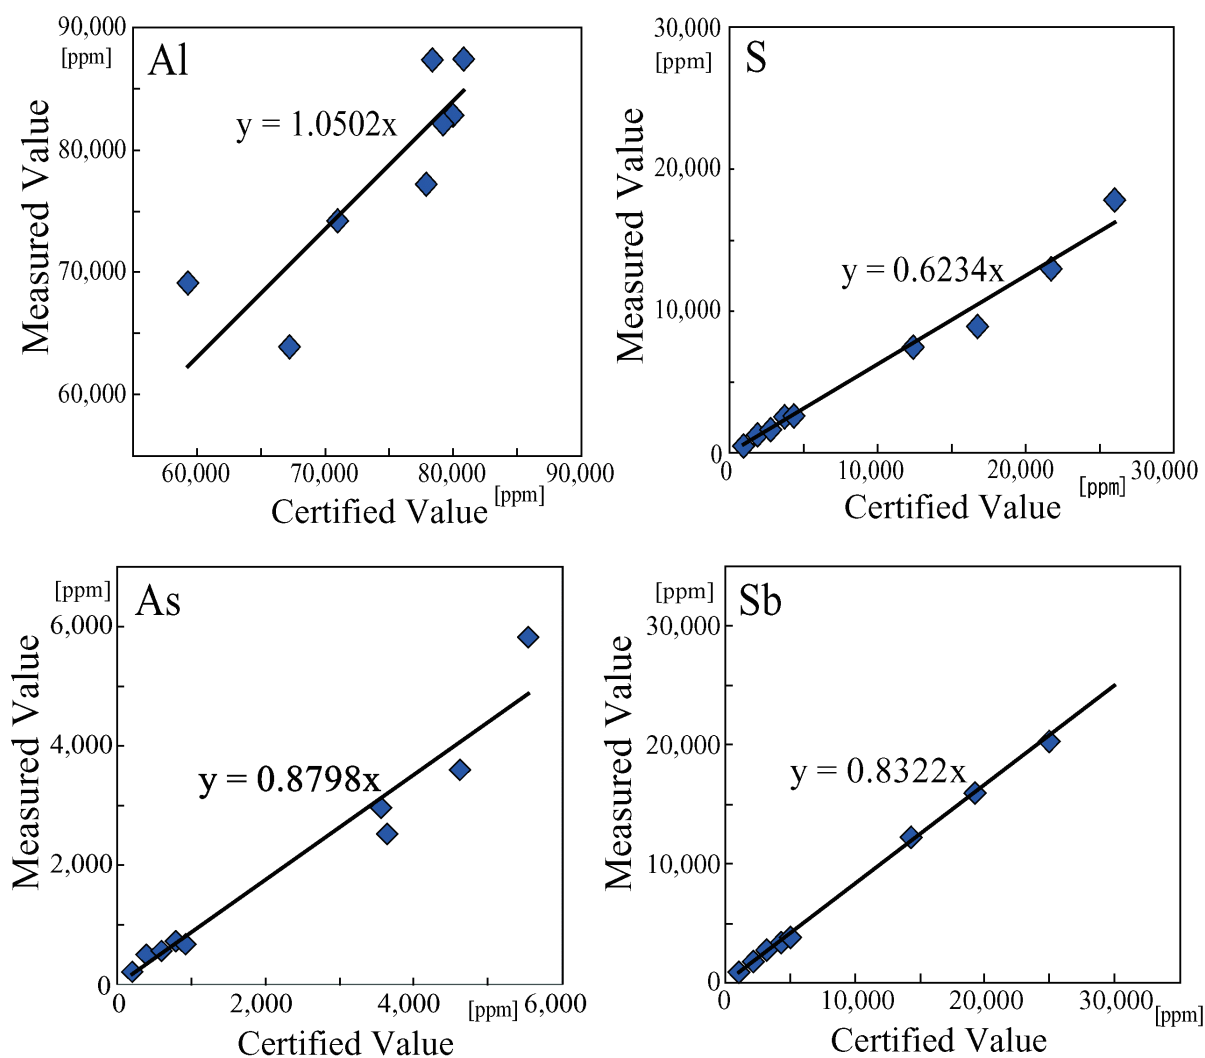 90,000
[ppm]
Al
y = 1.0502x
80,000
70,000
60,000
Measured Value
60,000 70,000 80,000 90,000
Certified Value [ppm]
30,000
[ppm]
S
20,000
y = 0.6234x
10,000
0
Measured Value
0 10,000 20,000 30,000
Certified Value [ppm]
[ppm]
As
6,000
4,000
y = 0.8798x
2,000
0
Measured Value
0 2,000 4,000 [ppm] 6,000
Certified Value
[ppm]
Sb
30,000
20,000
y = 0.8322x
10,000
0
Measured Value
0 10,000 20,000 30,000 [ppm]
Certified Value